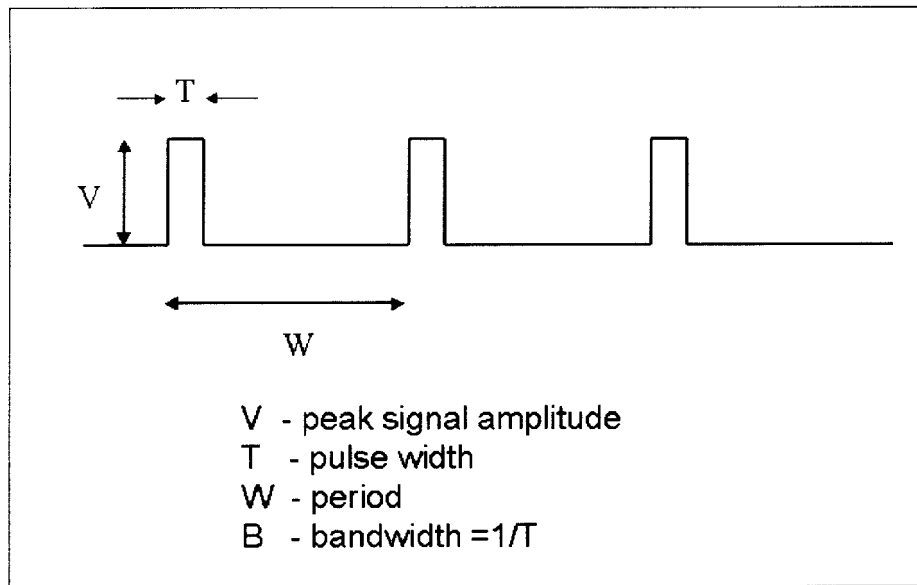 T
V
W
V - peak signal amplitude
T - pulse width
W - period
B - bandwidth =1/T